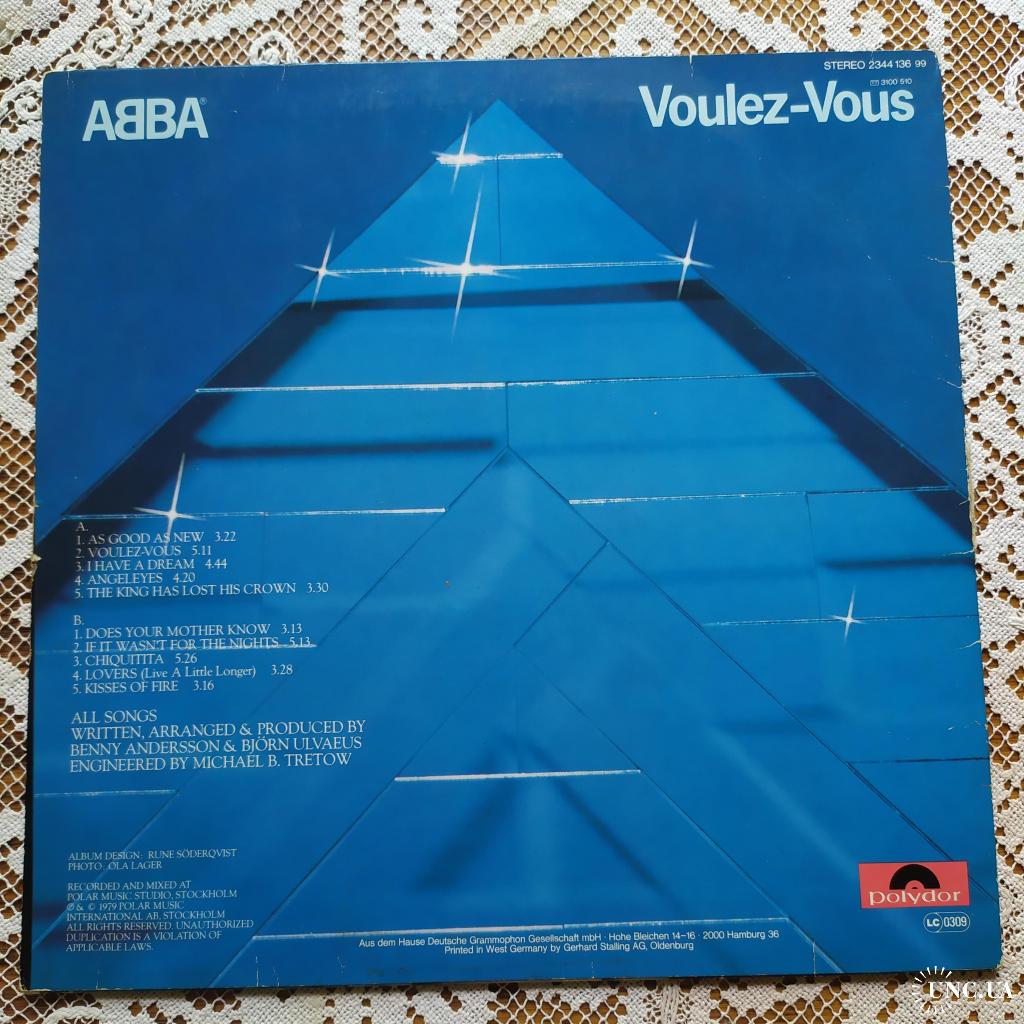 STEREO 2344 136 99
3100 510
ABBA®
Voulez-Vous
A.
1. AS GOOD AS NEW 3.22
2. VOULEZ-VOUS 5.11
3. I HAVE A DREAM 4.44
4. ANGELEYES 4.20
5. THE KING HAS LOST HIS CROWN 3.30
B.
1. DOES YOUR MOTHER KNOW 3.13
2. IF IT WASN'T FOR THE NIGHTS 5.13
3. CHIQUITITA 5.26
4. LOVERS (Live A Little Longer) 3.28
5. KISSES OF FIRE 3.16
ALL SONGS
WRITTEN, ARRANGED & PRODUCED BY
BENNY ANDERSSON & BJÖRN ULVAEUS
ENGINEERED BY MICHAEL B. TRETOW
ALBUM DESIGN: RUNE SÖDERQVIST
PHOTO: OLA LAGER
RECORDED AND MIXED AT
POLAR MUSIC STUDIO, STOCKHOLM
℗ & © 1979 POLAR MUSIC
INTERNATIONAL AB, STOCKHOLM
ALL RIGHTS RESERVED. UNAUTHORIZED
DUPLICATION IS A VIOLATION OF
APPLICABLE LAWS.
Aus dem Hause Deutsche Grammophon Gesellschaft mbH · Hohe Bleichen 14-16 · 2000 Hamburg 36
Printed in West Germany by Gerhard Stalling AG, Oldenburg
polydor
LC 0309
UNC.UA